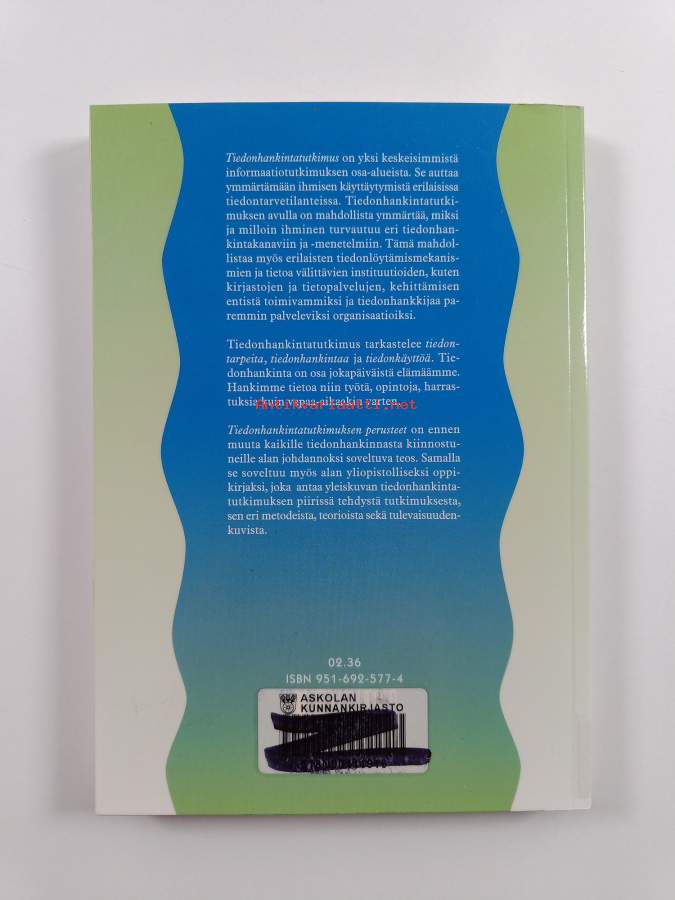 Tiedonhankintatutkimus on yksi keskeisimmistä
informaatiotutkimuksen osa-alueista. Se auttaa
ymmärtämään ihmisen käyttäytymistä erilaisissa
tiedontarvetilanteissa. Tiedonhankintatutki-
muksen avulla on mahdollista ymmärtää, miksi
ja milloin ihminen turvautuu eri tiedonhan-
kintakanaviin ja -menetelmiin. Tämä mahdol-
listaa myös erilaisten tiedonlöytämismekanis-
mien ja tietoa välittävien instituutioiden, kuten
kirjastojen ja tietopalvelujen, kehittämisen
entistä toimivammiksi ja tiedonhankkijaa pa-
remmin palveleviksi organisaatioiksi.
Tiedonhankintatutkimus tarkastelee tiedon-
tarpeita, tiedonhankintaa ja tiedonkäyttöä. Tie-
donhankinta on osa jokapäiväistä elämäämme.
Hankimme tietoa niin työtä, opintoja, harras-
tuksia kuin vapaa-aikaakin varten.
Antikvariaatti.net
Tiedonhankintatutkimuksen perusteet on ennen
muuta kaikille tiedonhankinnasta kiinnostu-
neille alan johdannoksi soveltuva teos. Samalla
se soveltuu myös alan yliopistolliseksi oppi-
kirjaksi, joka antaa yleiskuvan tiedonhankinta-
tutkimuksen piirissä tehdystä tutkimuksesta,
sen eri metodeista, teorioista sekä tulevaisuuden-
kuvista.
02.36
ISBN 951-692-577-4
ASKOLAN
KUNNANKIRJASTO